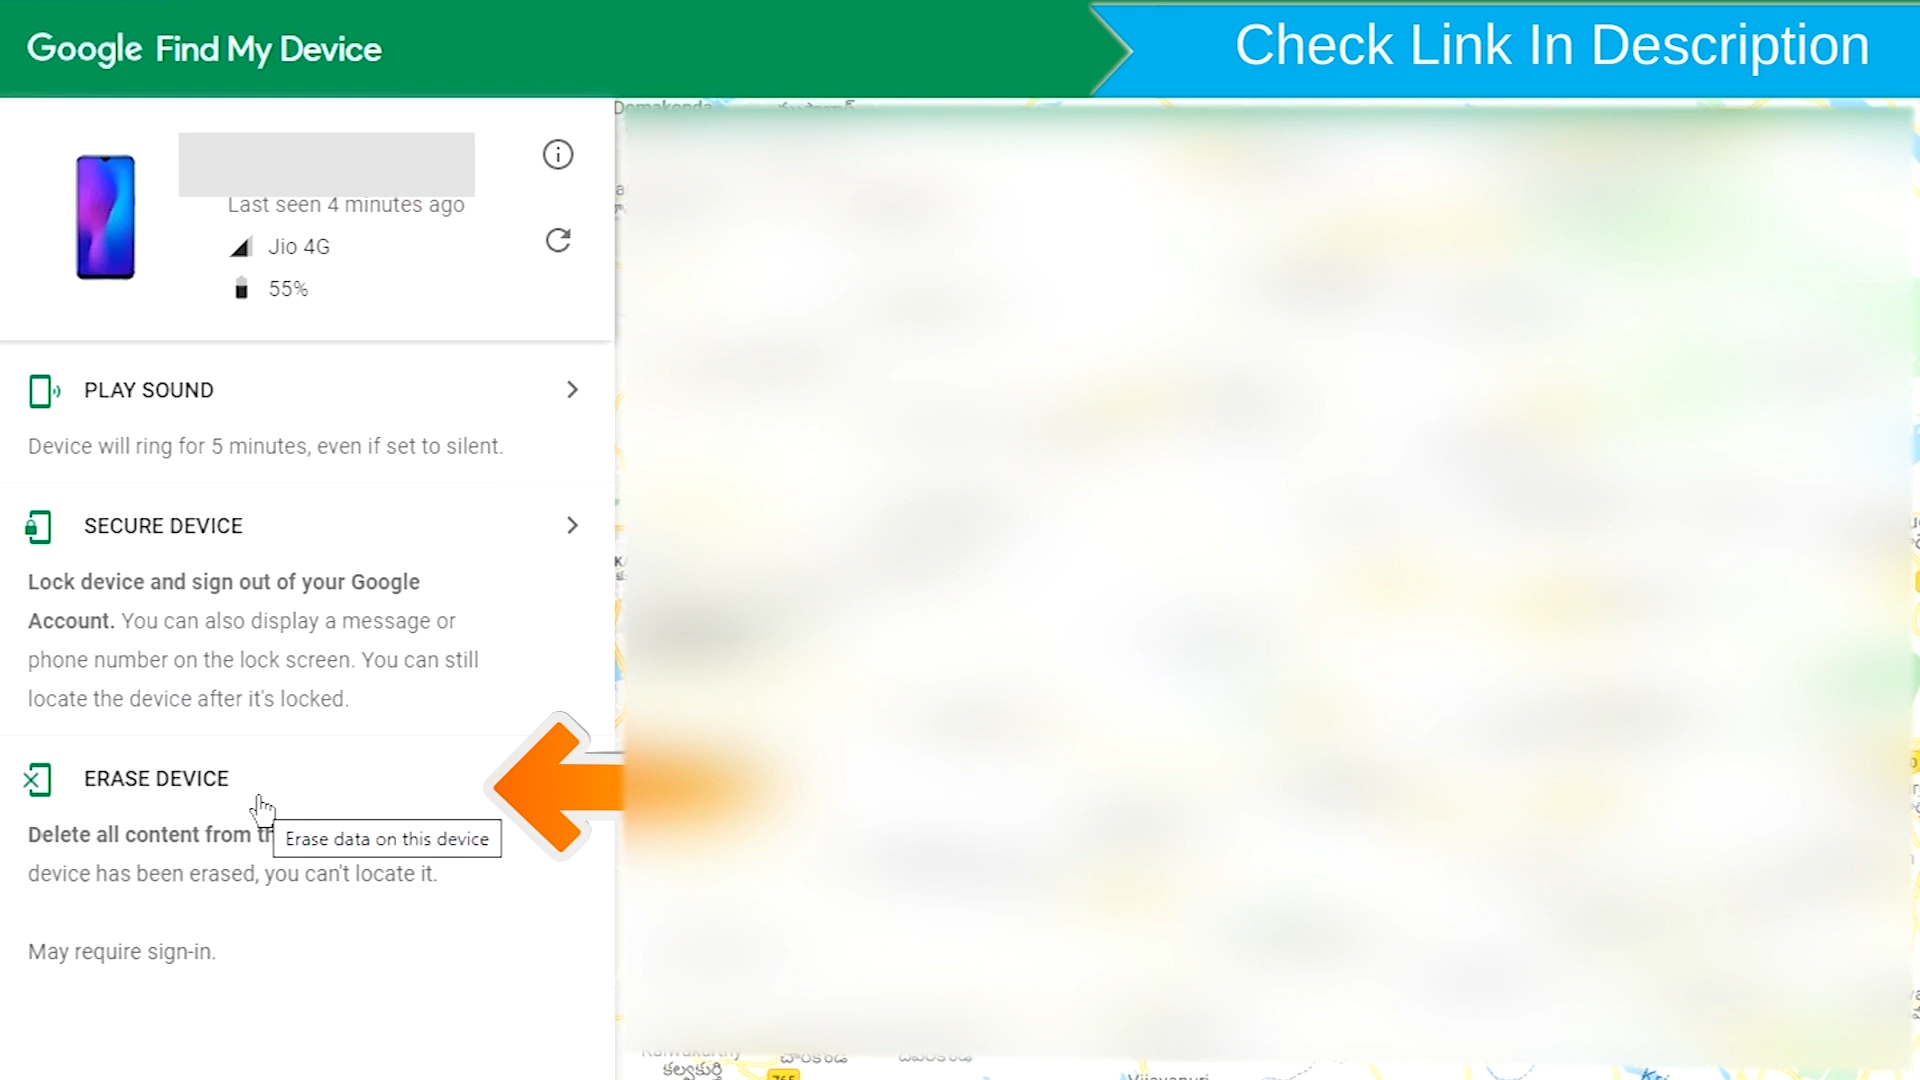 Google Find My Device
Check Link In Description
Last seen 4 minutes ago
Jio 4G
55%
PLAY SOUND
Device will ring for 5 minutes, even if set to silent.
SECURE DEVICE
Lock device and sign out of your Google
Account. You can also display a message or
phone number on the lock screen. You can still
locate the device after it's locked.
ERASE DEVICE
Delete all content from
Erase data on this device
device has been erased, you can't locate it.
May require sign-in.
కల్వకుర్తి
765